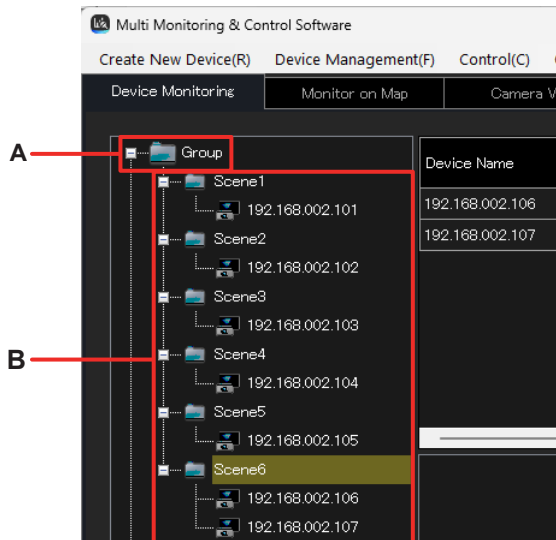 Multi Monitoring & Control Software
Create New Device(R) Device Management(F) Control(C)
Device Monitoring Monitor on Map Camera V
A
Group
Device Name
Scene1
192.168.002.106
192.168.002.101
192.168.002.107
Scene2
192.168.002.102
Scene3
192.168.002.103
B
Scene4
192.168.002.104
Scene5
192.168.002.105
Scene6
192.168.002.106
192.168.002.107